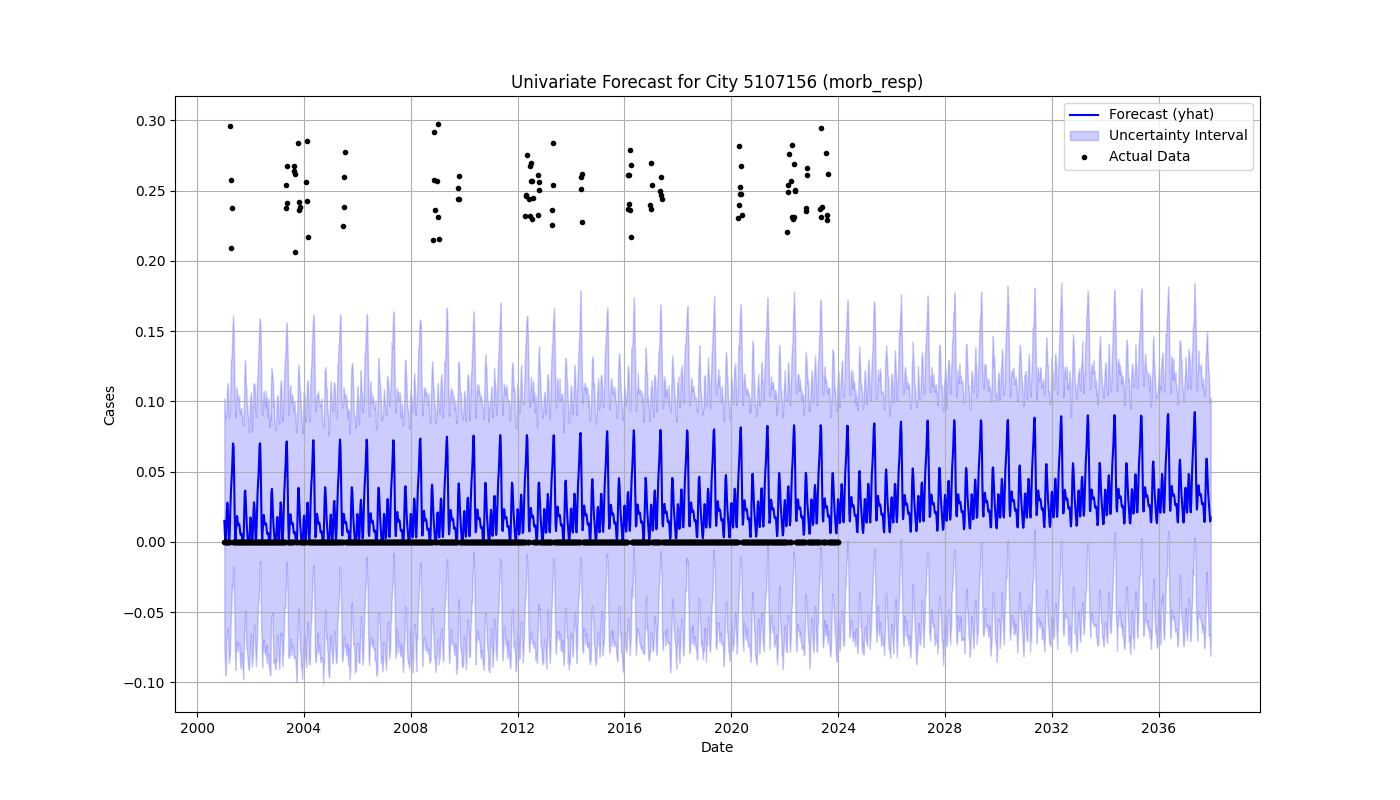 Univariate Forecast for City 5107156 (morb_resp)
Forecast (yhat)
Uncertainty Interval
Actual Data
Cases
0.30
0.25
0.20
0.15
0.10
0.05
0.00
−0.05
−0.10
2000 2004 2008 2012 2016 2020 2024 2028 2032 2036
Date